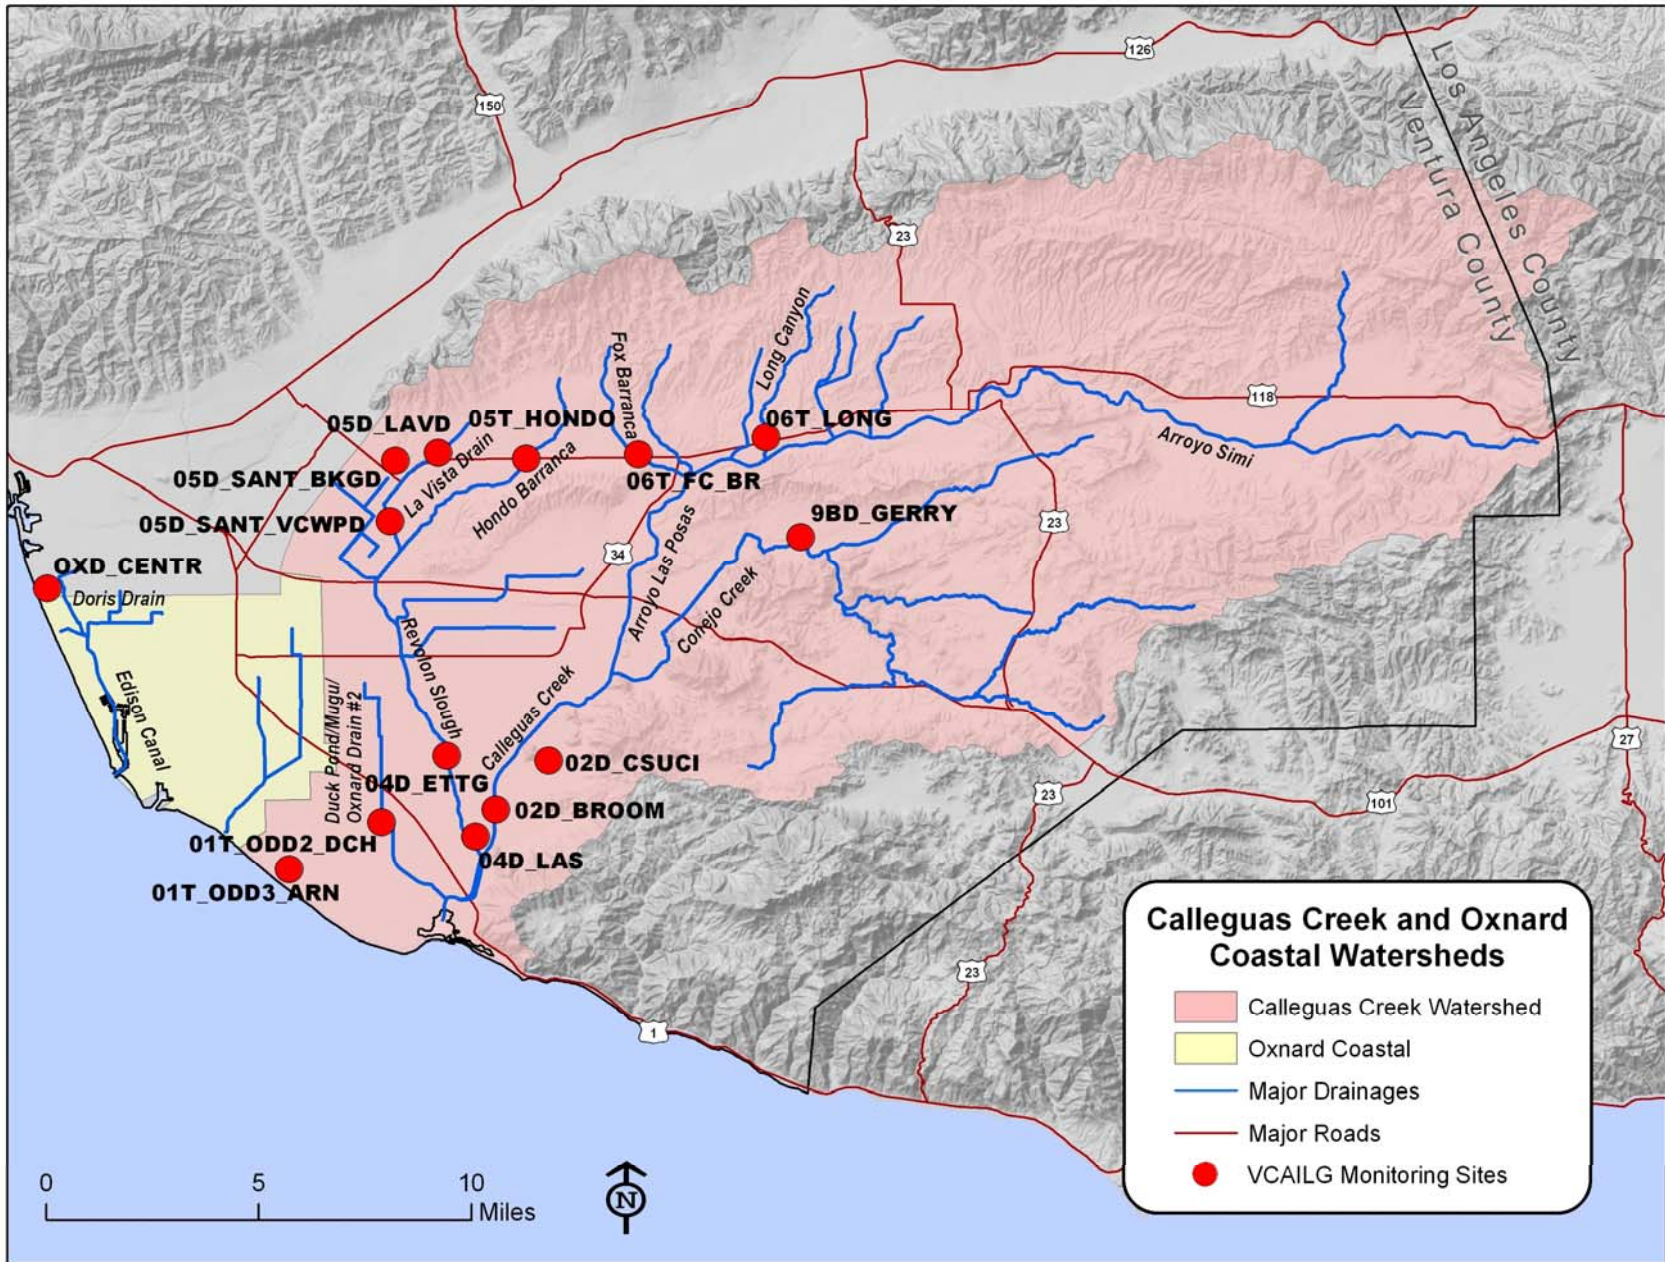 126
150
Los Angeles County
Ventura County
23
Long Canyon
Fox Barranca
118
05D_LAVD
05T_HONDO
06T_LONG
La Vista Drain
Hondo Barranca
Arroyo Simi
05D_SANT_BKGD
06T_FC_BR
05D_SANT_VCWPD
9BD_GERRY
23
34
OXD_CENTR
Doris Drain
Arroyo Las Posas
Conejo Creek
Revolon Slough
Edison Canal
Duck Pond/Mugu/
Oxnard Drain #2
Calleguas Creek
27
02D_CSUCI
04D_ETTG
23
101
02D_BROOM
01T_ODD2_DCH
04D_LAS
01T_ODD3_ARN
23
1
Calleguas Creek and Oxnard
Coastal Watersheds
Calleguas Creek Watershed
Oxnard Coastal
Major Drainages
Major Roads
VCAILG Monitoring Sites
0 5 10
Miles
N